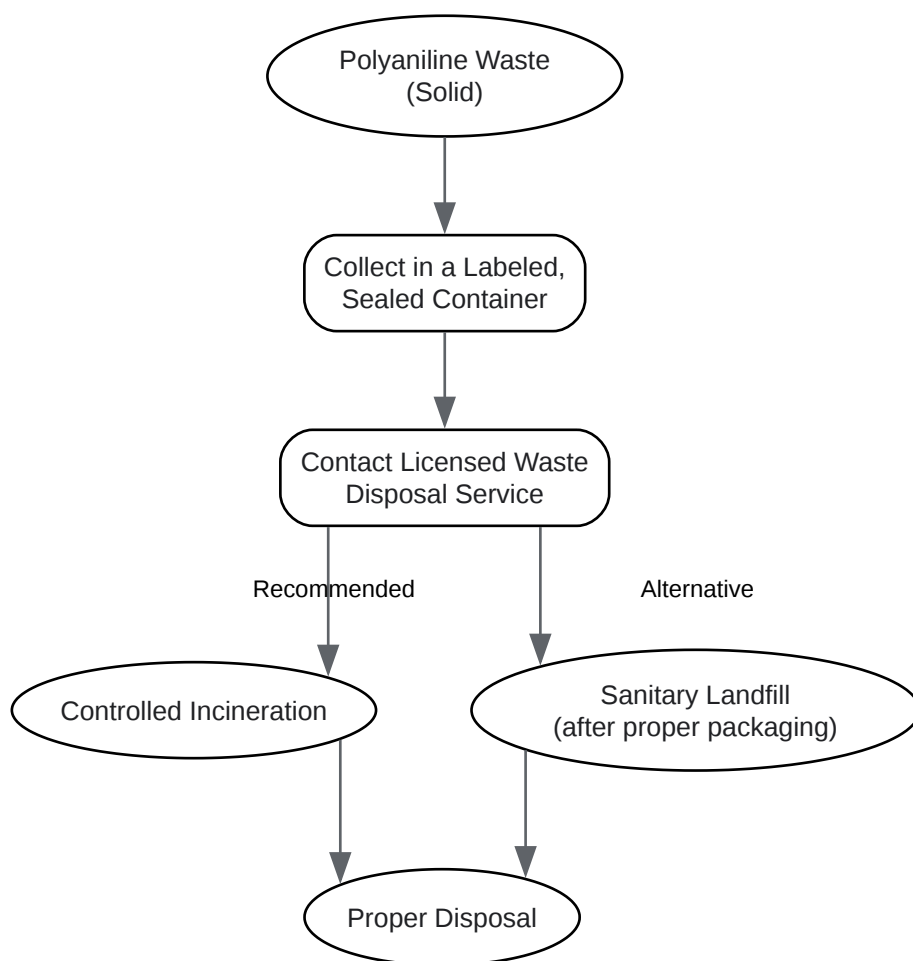 Polyaniline Waste
(Solid)
Collect in a Labeled,
Sealed Container
Contact Licensed Waste
Disposal Service
Recommended
Alternative
Controlled Incineration
Sanitary Landfill
(after proper packaging)
Proper Disposal